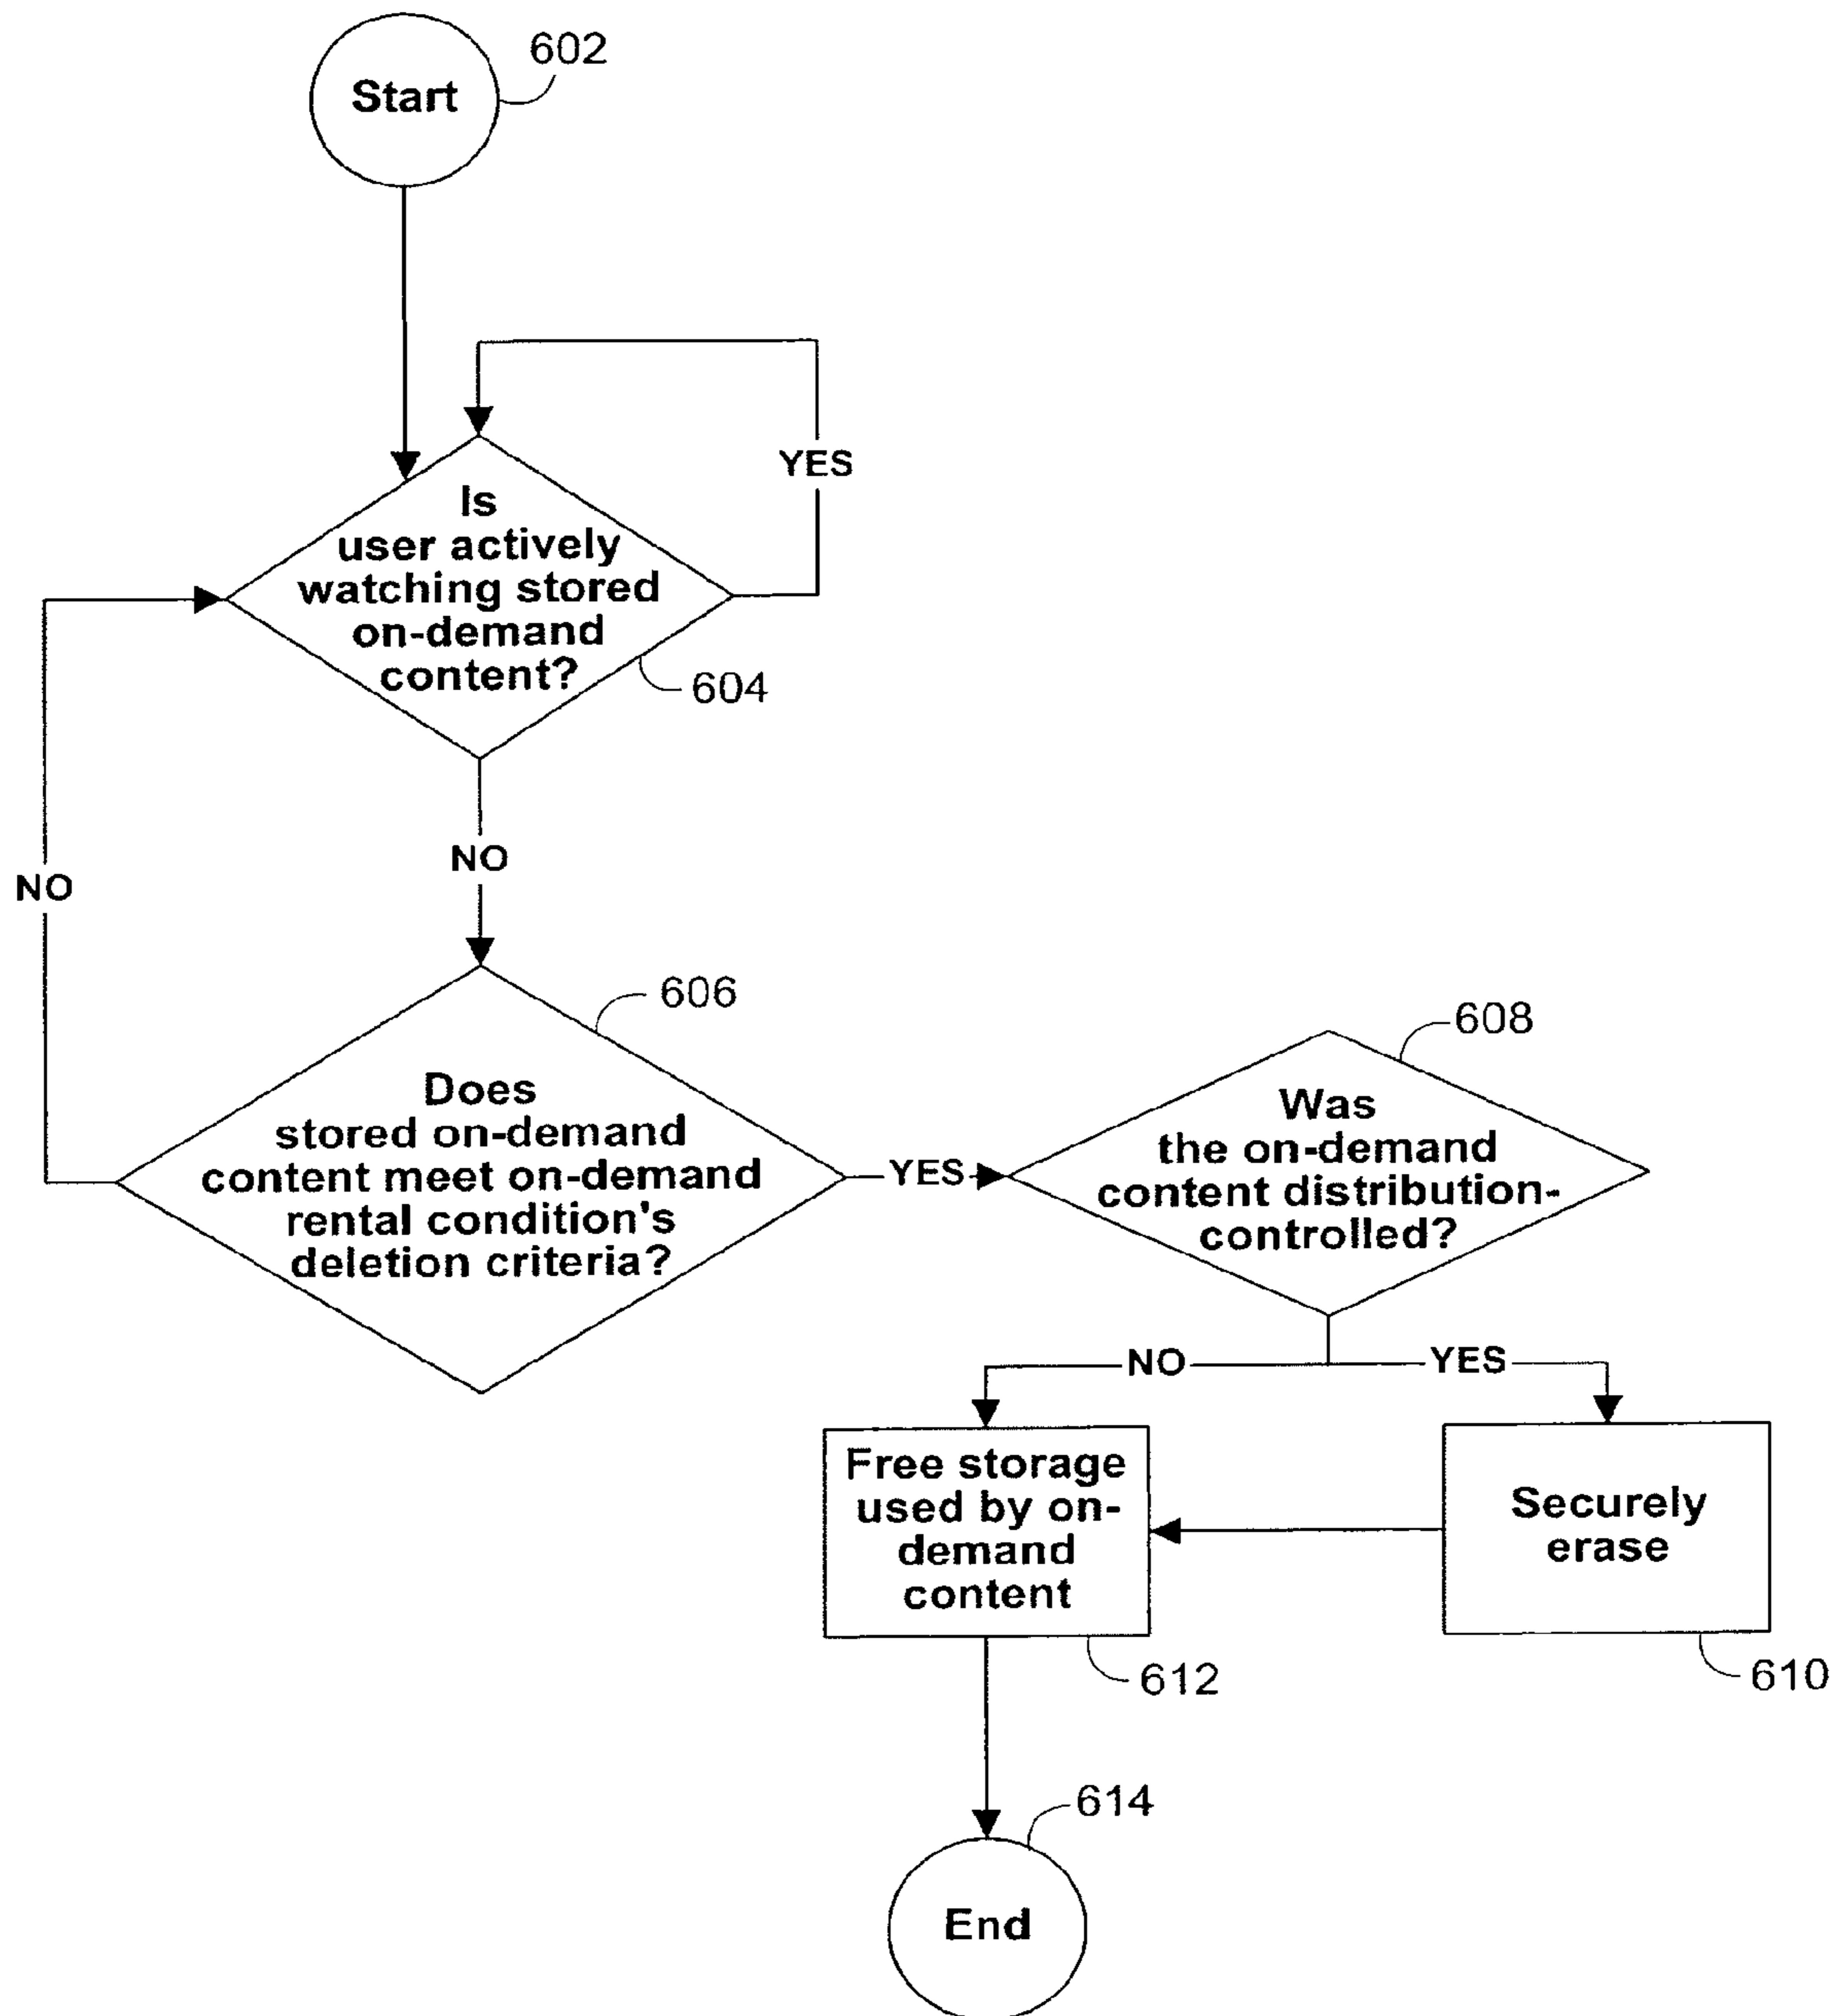 602
Start
YES
Is
user actively
watching stored
on-demand
content?
604
NO
NO
606
Does
stored on-demand
content meet on-demand
rental condition's
deletion criteria?
YES
608
Was
the on-demand
content distribution-
controlled?
NO
YES
Free storage
used by on-
demand
content
612
Securely
erase
610
614
End